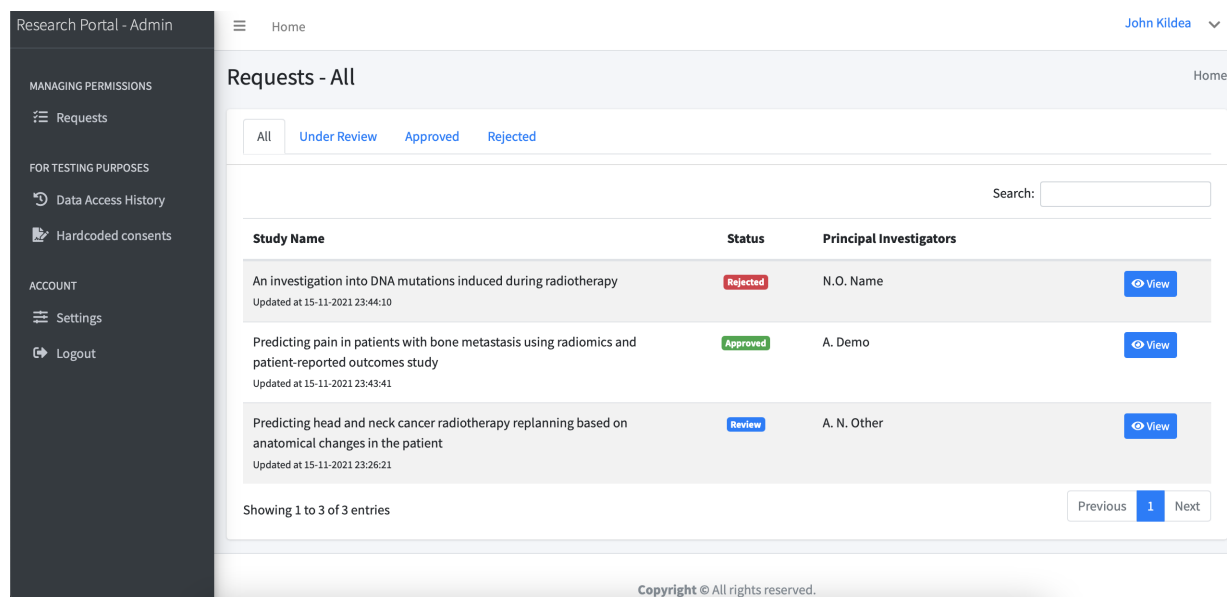 Research Portal - Admin
Home
John Kildea
MANAGING PERMISSIONS
Requests
FOR TESTING PURPOSES
Data Access History
Hardcoded consents
ACCOUNT
Settings
Logout
Requests - All
Home
All Under Review Approved Rejected
Search:
Study Name Status Principal Investigators
An investigation into DNA mutations induced during radiotherapy Rejected N.O. Name View
Updated at 15-11-2021 23:44:10
Predicting pain in patients with bone metastasis using radiomics and Approved A. Demo View
patient-reported outcomes study
Updated at 15-11-2021 23:43:41
Predicting head and neck cancer radiotherapy replanning based on Review A. N. Other View
anatomical changes in the patient
Updated at 15-11-2021 23:26:21
Showing 1 to 3 of 3 entries
Previous 1 Next
Copyright © All rights reserved.